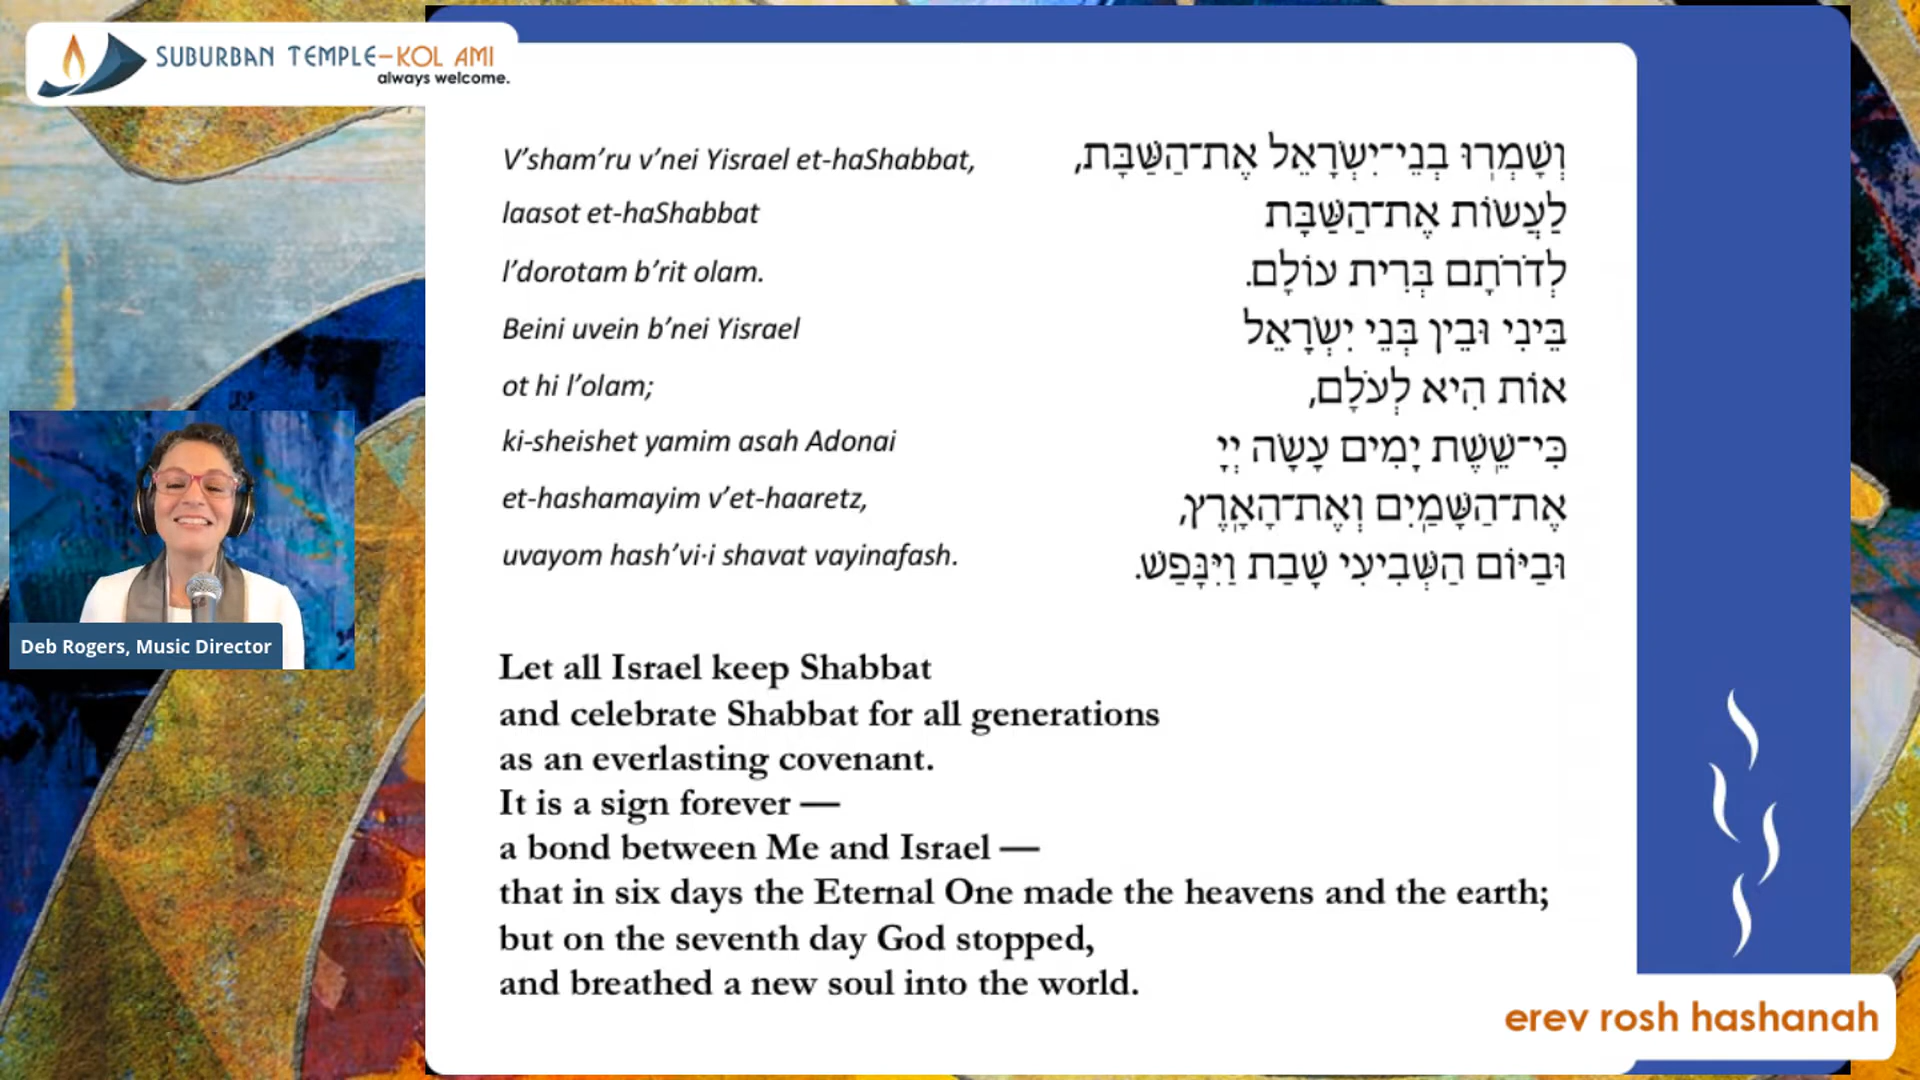 SUBURBAN TEMPLE-KOL AMI
always welcome.
V'sham'ru v'nei Yisrael et-haShabbat,
laasot et-haShabbat
l'dorotam b'rit olam.
Beini uvein b'nei Yisrael
ot hi l'olam;
ki-sheishet yamim asah Adonai
et-hashamayim v'et-haaretz,
uvayom hash'vi·i shavat vayinafash.
וְשָׁמְרוּ בְנֵי־יִשְׂרָאֵל אֶת־הַשַּׁבָּת,
לַעֲשׂוֹת אֶת־הַשַּׁבָּת
לְדֹרֹתָם בְּרִית עוֹלָם.
בֵּינִי וּבֵין בְּנֵי יִשְׂרָאֵל
אוֹת הִיא לְעֹלָם,
כִּי־שֵֽׁשֶׁת יָמִים עָשָׂה יְיָ
אֶת־הַשָּׁמַֽיִם וְאֶת־הָאָֽרֶץ,
וּבַיּוֹם הַשְּׁבִיעִי שָׁבַת וַיִּנָּפַשׁ.
Let all Israel keep Shabbat
and celebrate Shabbat for all generations
as an everlasting covenant.
It is a sign forever —
a bond between Me and Israel —
that in six days the Eternal One made the heavens and the earth;
but on the seventh day God stopped,
and breathed a new soul into the world.
Deb Rogers, Music Director
erev rosh hashanah